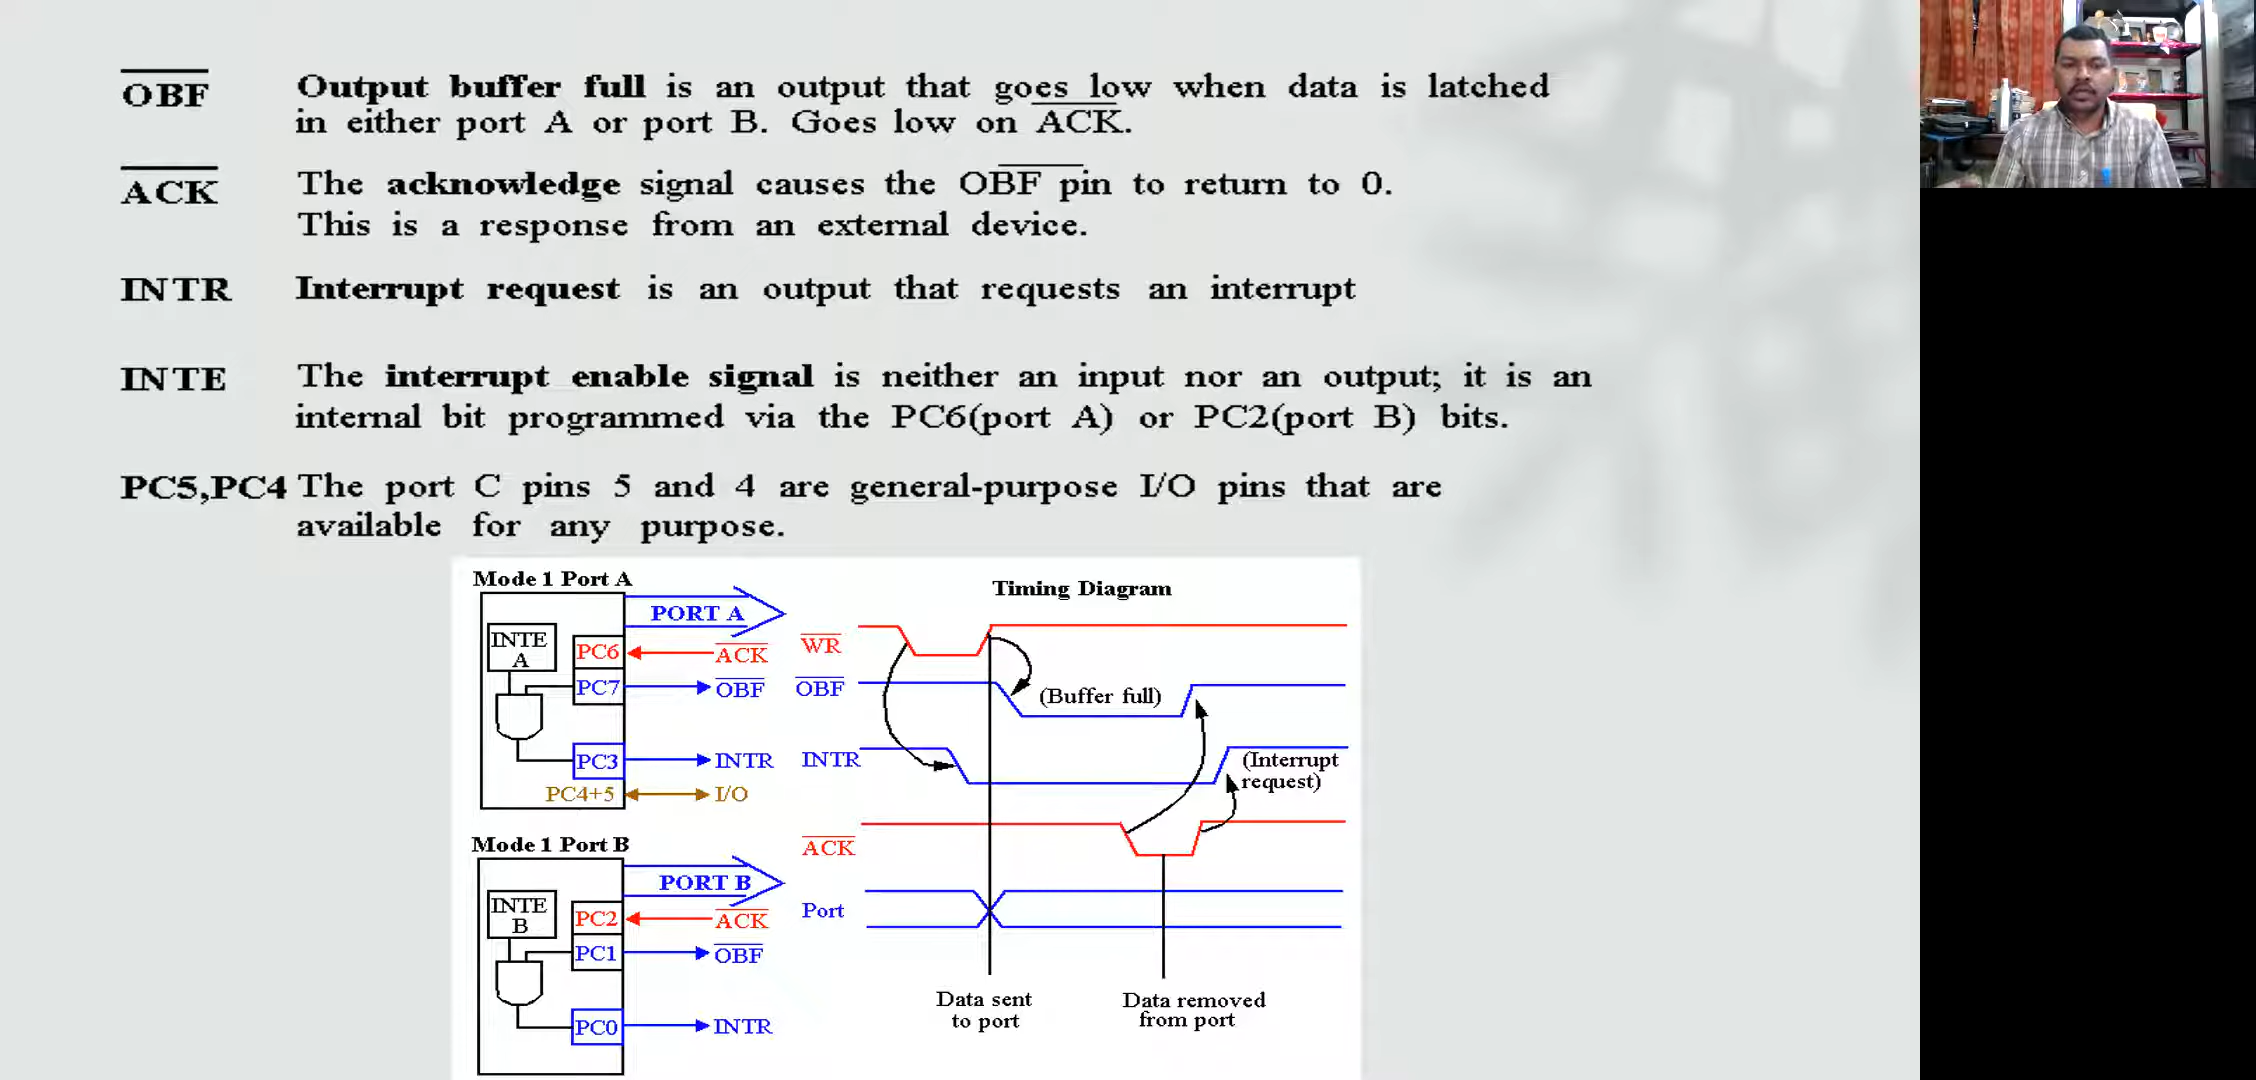 OBF Output buffer full is an output that goes low when data is latched
in either port A or port B. Goes low on ACK.
ACK The acknowledge signal causes the OBF pin to return to 0.
This is a response from an external device.
INTR Interrupt request is an output that requests an interrupt
INTE The interrupt enable signal is neither an input nor an output; it is an
internal bit programmed via the PC6(port A) or PC2(port B) bits.
PC5,PC4 The port C pins 5 and 4 are general-purpose I/O pins that are
available for any purpose.
Mode 1 Port A
PORT A
INTE
A
PC6
ACK
PC7
OBF
PC3
INTR
PC4+5
I/O
Mode 1 Port B
PORT B
INTE
B
PC2
ACK
PC1
OBF
PC0
INTR
Timing Diagram
WR
OBF
(Buffer full)
INTR
(Interrupt
request)
ACK
Port
Data sent
to port
Data removed
from port